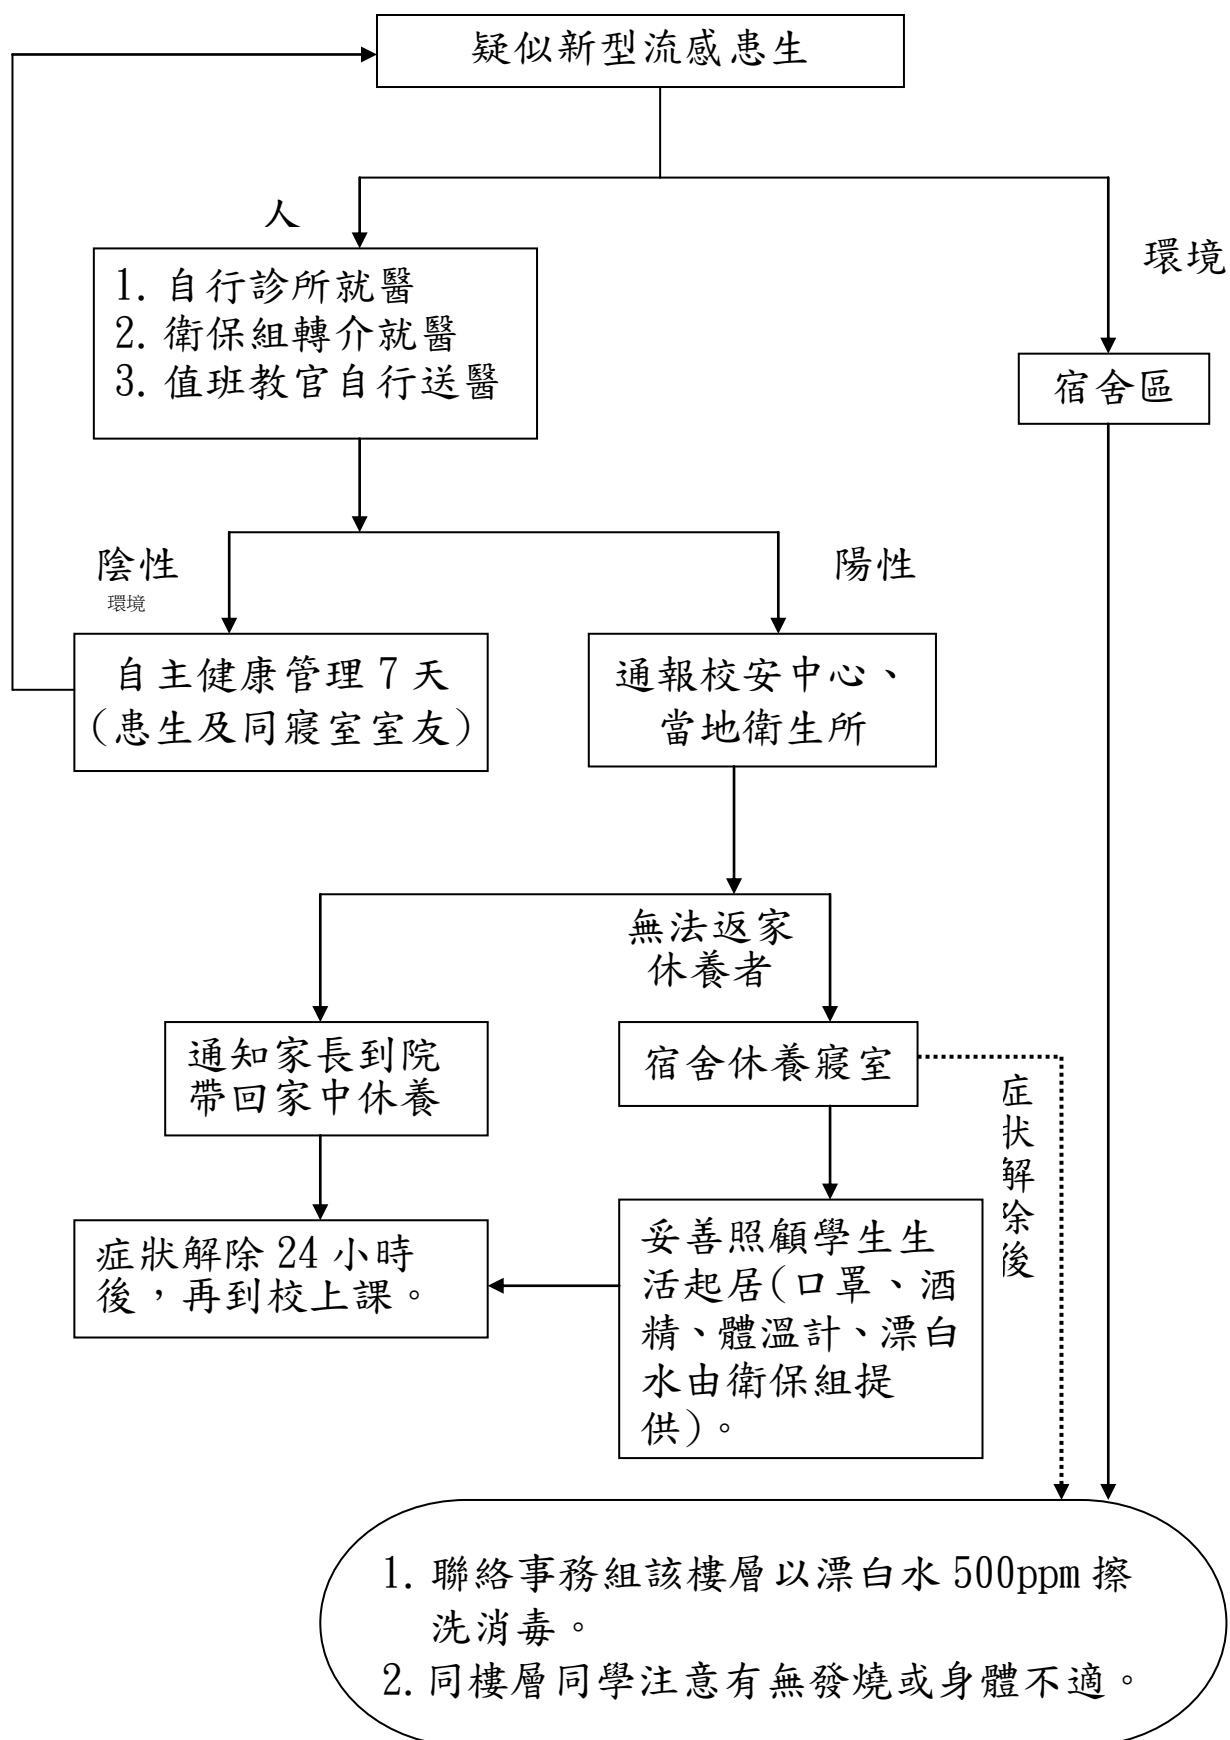 疑似新型流感患生
人
環境
1. 自行診所就醫
2. 衛保組轉介就醫
3. 值班教官自行送醫
宿舍區
陰性
環境
陽性
自主健康管理 7 天
(患生及同寢室室友)
通報校安中心、
當地衛生所
無法返家
休養者
通知家長到院
帶回家中休養
宿舍休養寢室
症狀解除後
症狀解除 24 小時
後，再到校上課。
妥善照顧學生生
活起居(口罩、酒
精、體溫計、漂白
水由衛保組提
供)。
1. 聯絡事務組該樓層以漂白水 500ppm 擦
洗消毒。
2. 同樓層同學注意有無發燒或身體不適。